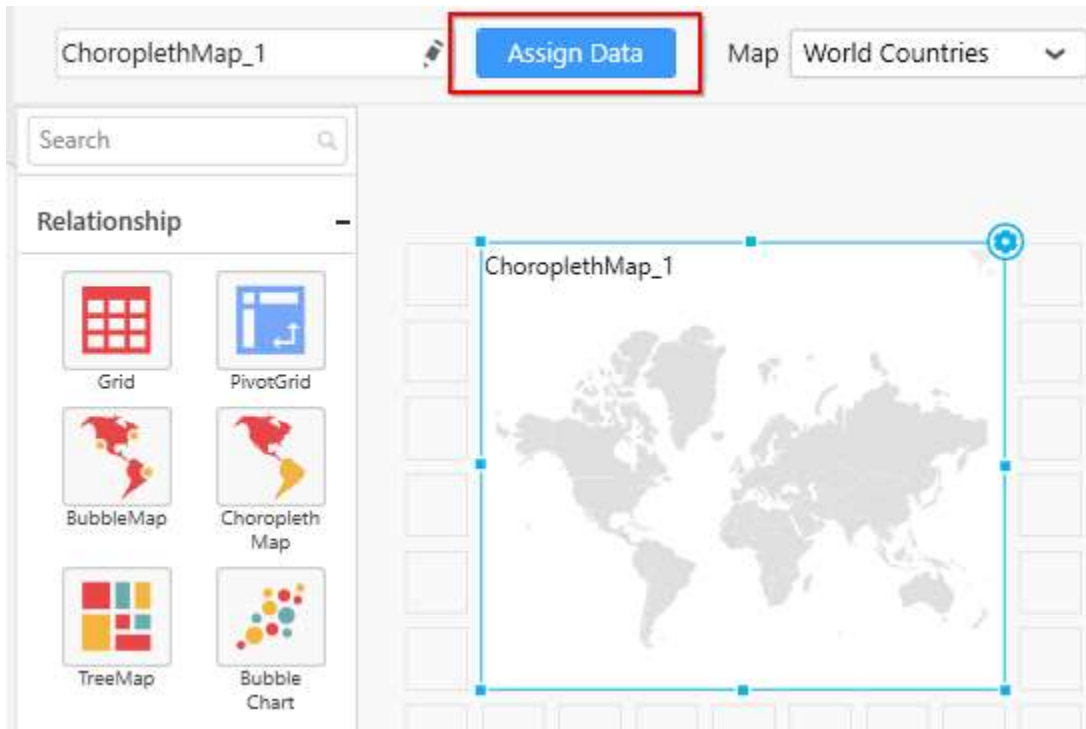 ChoroplethMap_1
Assign Data
Map
World Countries
Search
Relationship
ChoroplethMap_1
Grid
PivotGrid
BubbleMap
Choropleth
Map
TreeMap
Bubble
Chart